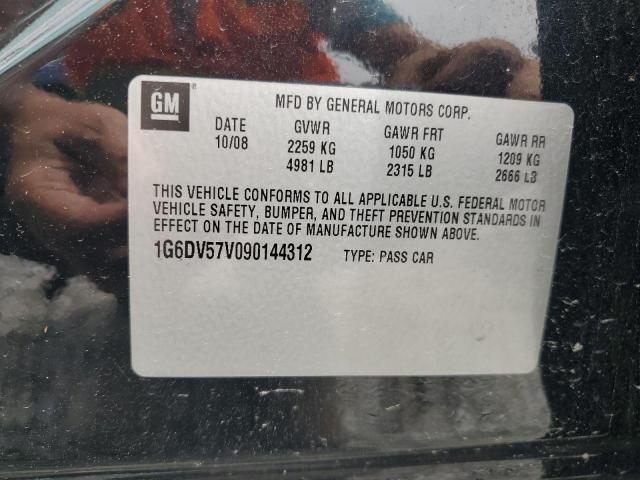 GM®
MFD BY GENERAL MOTORS CORP.
DATE GVWR GAWR FRT GAWR RR
10/08 2259 KG 1050 KG 1209 KG
4981 LB 2315 LB 2666 LB
THIS VEHICLE CONFORMS TO ALL APPLICABLE U.S. FEDERAL MOTOR
VEHICLE SAFETY, BUMPER, AND THEFT PREVENTION STANDARDS IN
EFFECT ON THE DATE OF MANUFACTURE SHOWN ABOVE.
1G6DV57V090144312 TYPE: PASS CAR